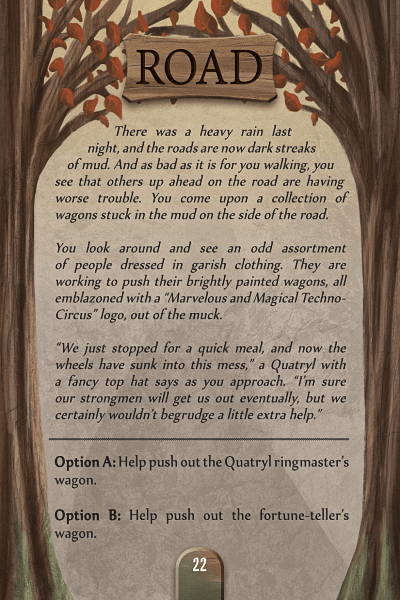 ROAD
There was a heavy rain last
night, and the roads are now dark streaks
of mud. And as bad as it is for you walking, you
see that others up ahead on the road are having
worse trouble. You come upon a collection of
wagons stuck in the mud on the side of the road.
You look around and see an odd assortment
of people dressed in garish clothing. They are
working to push their brightly painted wagons, all
emblazoned with a “Marvelous and Magical Techno-
Circus” logo, out of the muck.
“We just stopped for a quick meal, and now the
wheels have sunk into this mess,” a Quatryl with
a fancy top hat says as you approach. “I’m sure
our strongmen will get us out eventually, but we
certainly wouldn’t begrudge a little extra help.”
Option A: Help push out the Quatryl ringmaster’s
wagon.
Option B: Help push out the fortune-teller’s
wagon.
22